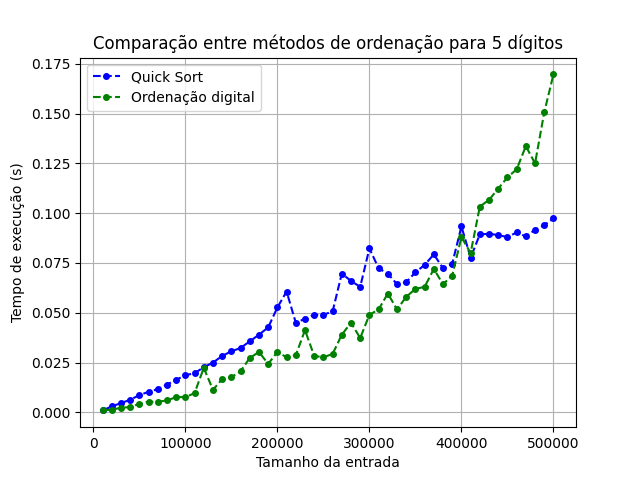 Comparação entre métodos de ordenação para 5 dígitos
Quick Sort
Ordenação digital
Tempo de execução (s)
0.175
0.150
0.125
0.100
0.075
0.050
0.025
0.000
0
100000
200000
300000
400000
500000
Tamanho da entrada